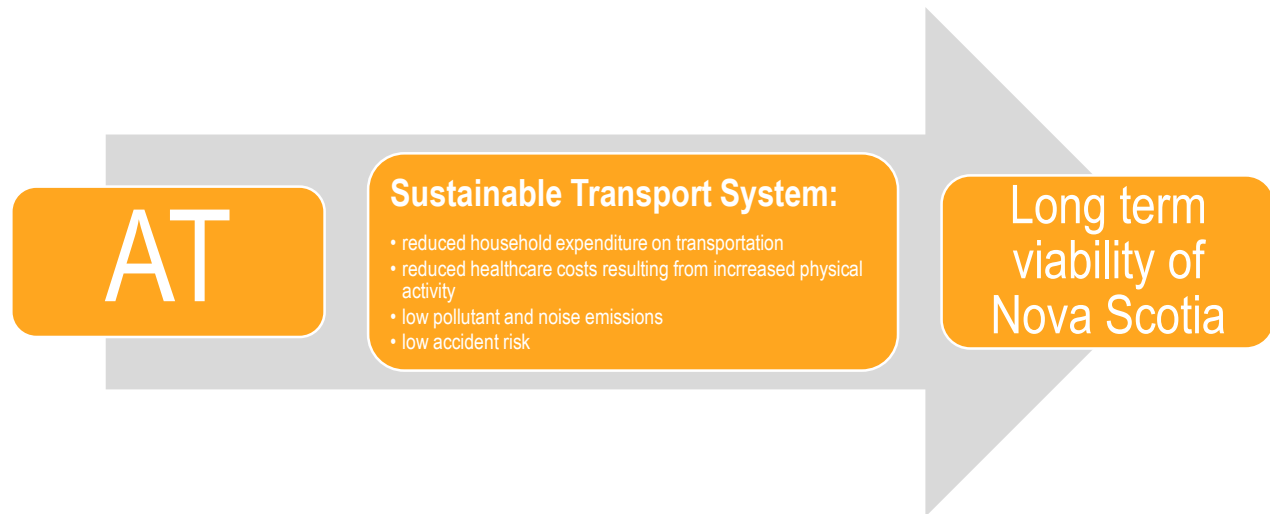 AT
Sustainable Transport System:
• reduced household expenditure on transportation
• reduced healthcare costs resulting from incrreased physical
activity
• low pollutant and noise emissions
• low accident risk
Long term
viability of
Nova Scotia